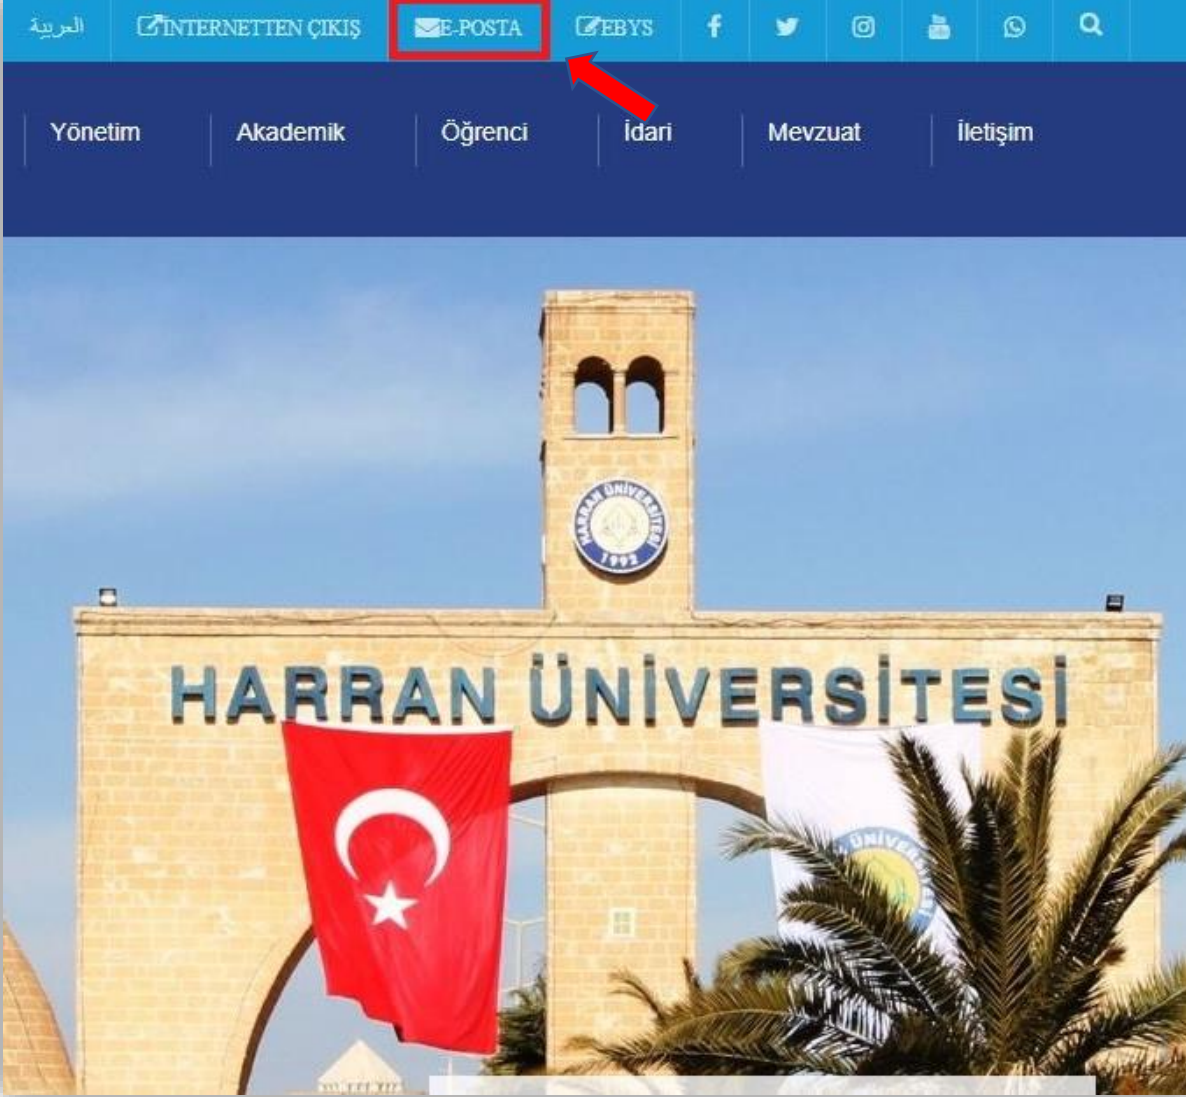 العربية İNTERNETTEN ÇIKIŞ E-POSTA EBYS
Yönetim Akademik Öğrenci İdari Mevzuat İletişim
HARRAN ÜNİVERSİTESİ
1992
HARRAN ÜNİVERSİTESİ